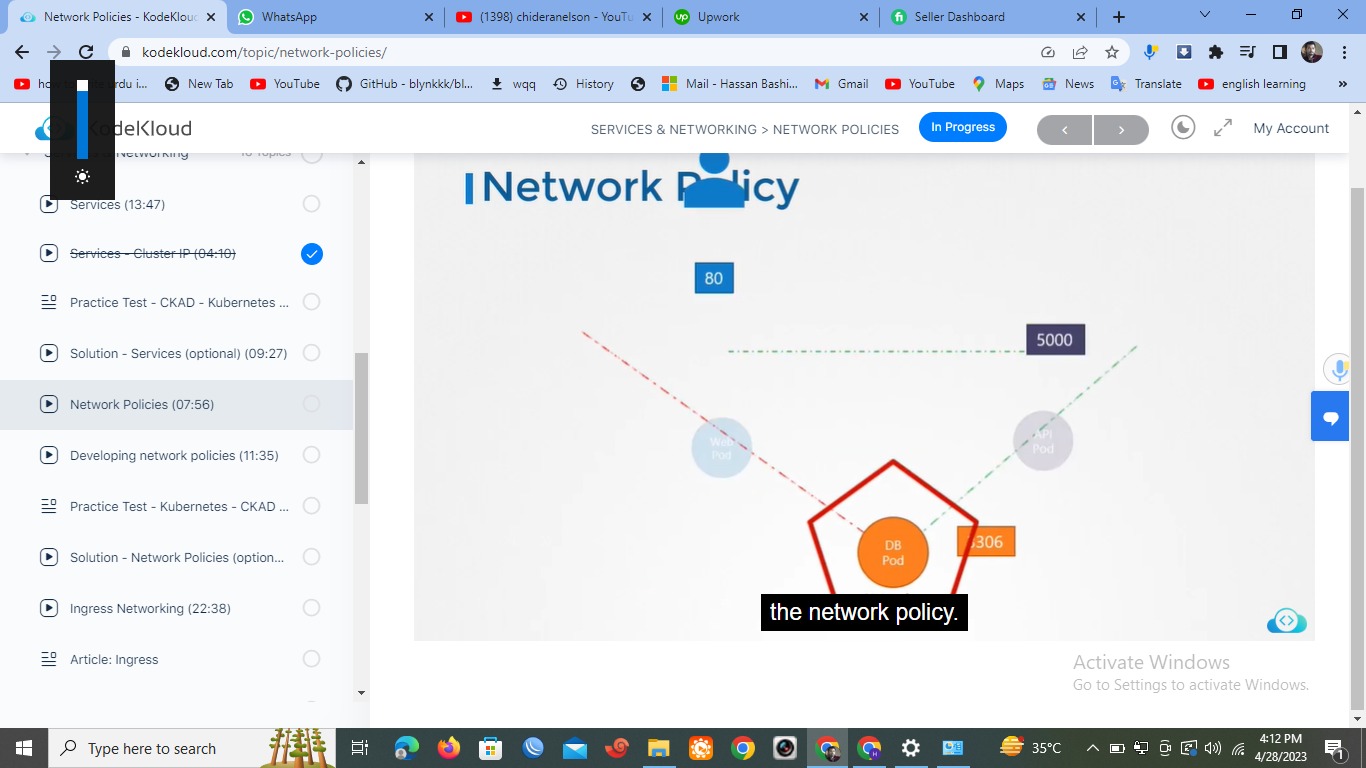 Network Policies - KodeKlou
WhatsApp
(1398) chideranelson - YouTu
Upwork
Seller Dashboard
kodekloud.com/topic/network-policies/
how to urdu i...
New Tab
YouTube
GitHub - blynkkk/bl...
wqq
History
Mail - Hassan Bashi...
Gmail
YouTube
Maps
News
Translate
english learning
»
KodeKloud
SERVICES & NETWORKING > NETWORK POLICIES
In Progress
My Account
Services & Networking
10 Topics
Services (13:47)
Services - Cluster IP (04:10)
Practice Test - CKAD - Kubernetes ...
Solution - Services (optional) (09:27)
Network Policies (07:56)
Developing network policies (11:35)
Practice Test - Kubernetes - CKAD ...
Solution - Network Policies (option...
Ingress Networking (22:38)
Article: Ingress
Network Policy
80
5000
Web
Pod
API
Pod
DB
Pod
3306
the network policy.
Activate Windows
Go to Settings to activate Windows.
Type here to search
35°C
4:12 PM
4/28/2023
1